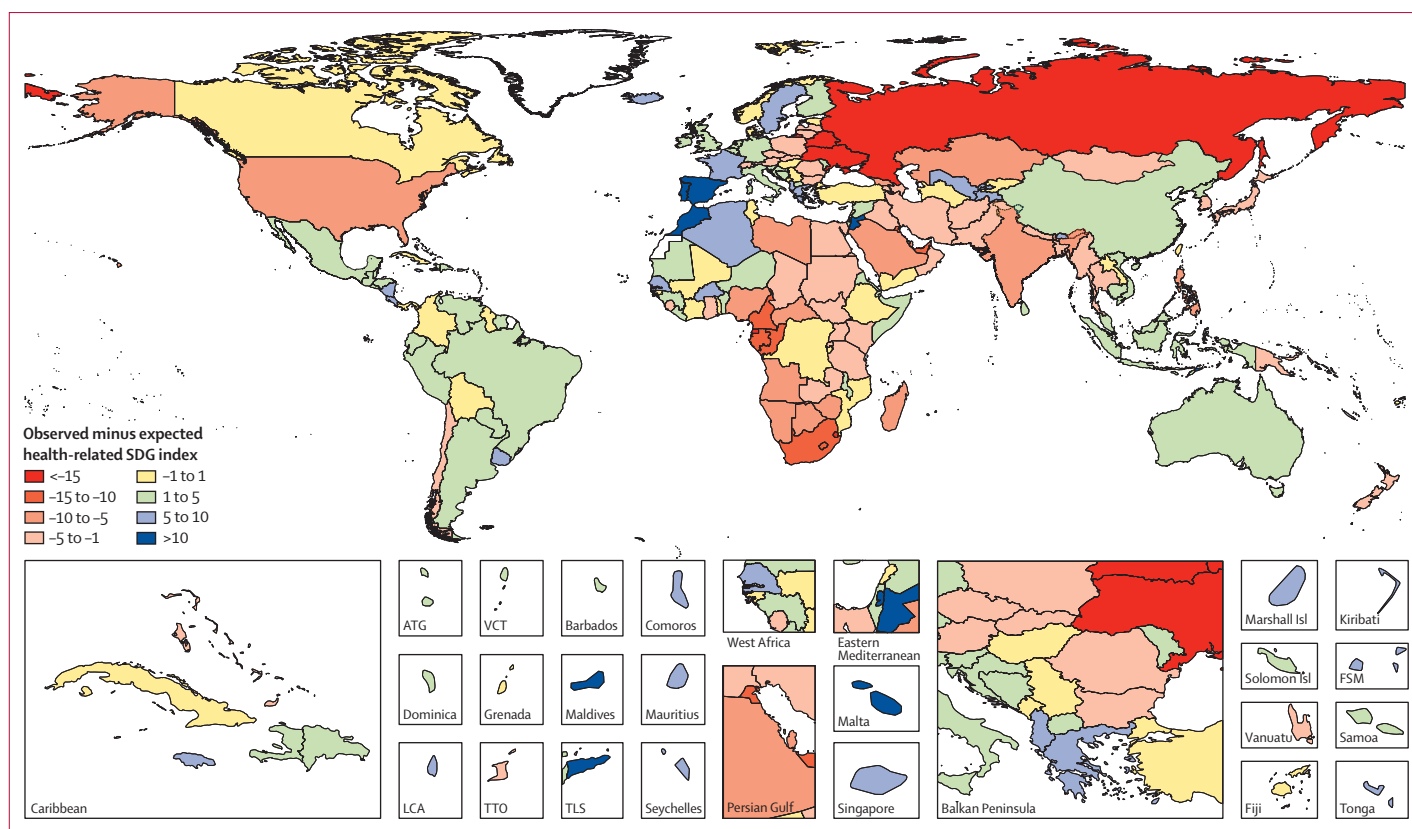 Observed minus expected
health-related SDG index
<–15
–15 to –10
–10 to –5
–5 to –1
–1 to 1
1 to 5
5 to 10
>10
Caribbean
ATG
VCT
Barbados
Comoros
Dominica
Grenada
Maldives
Mauritius
LCA
TTO
TLS
Seychelles
West Africa
Eastern
Mediterranean
Persian Gulf
Malta
Singapore
Balkan Peninsula
Marshall Isl
Kiribati
Solomon Isl
FSM
Vanuatu
Samoa
Fiji
Tonga